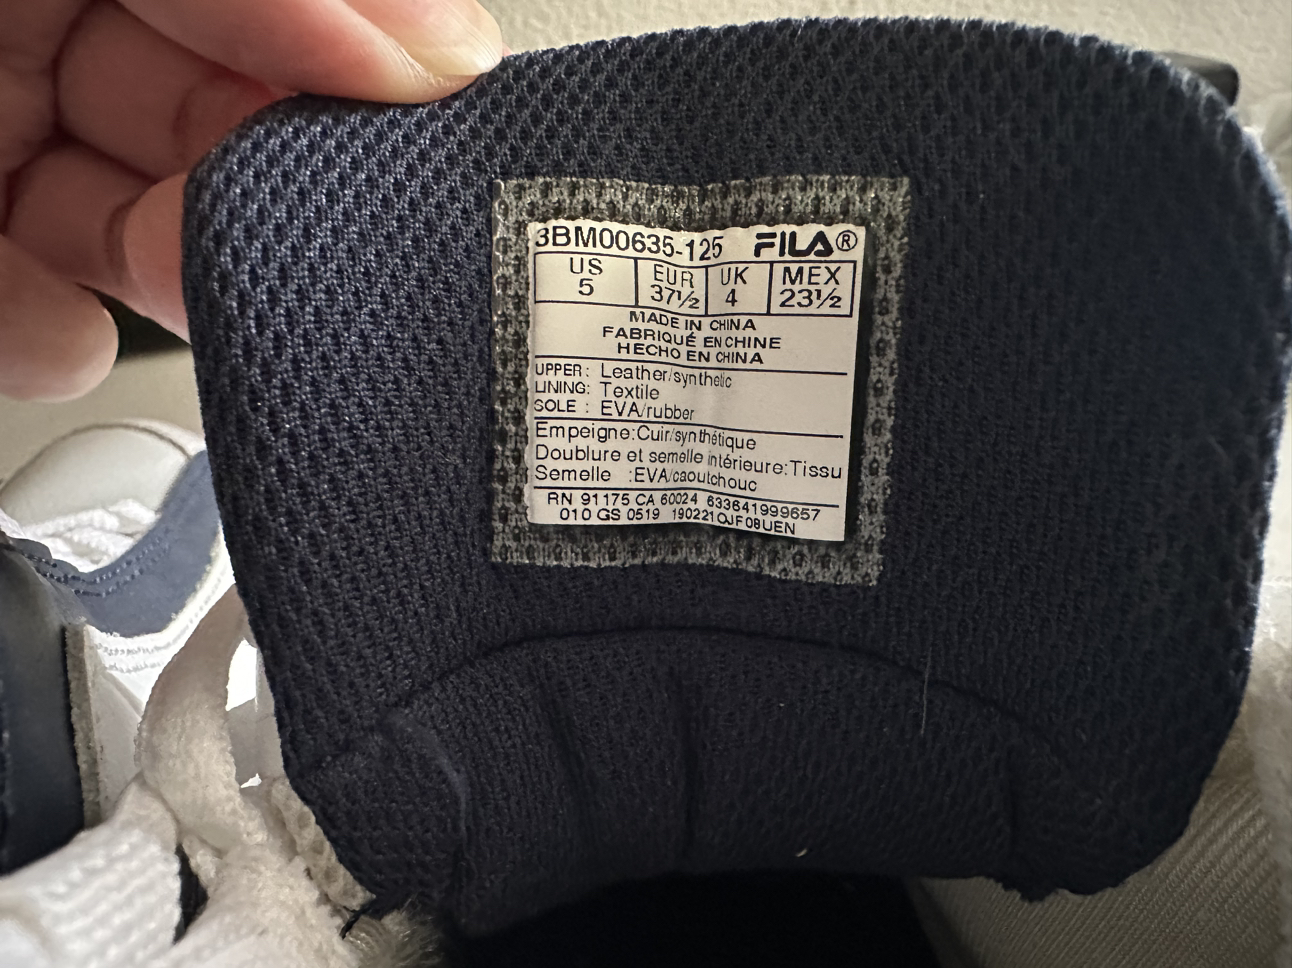 3BM00635-125 FILA®
US EUR UK MEX
5 37½ 4 23½
MADE IN CHINA
FABRIQUÉ EN CHINE
HECHO EN CHINA
UPPER: Leather/synthetic
LINING: Textile
SOLE : EVA/rubber
Empeigne:Cuir/synthétique
Doublure et semelle intérieure:Tissu
Semelle :EVA/caoutchouc
RN 91175 CA 60024 633641999657
010 GS 0519 190221OJF08UEN